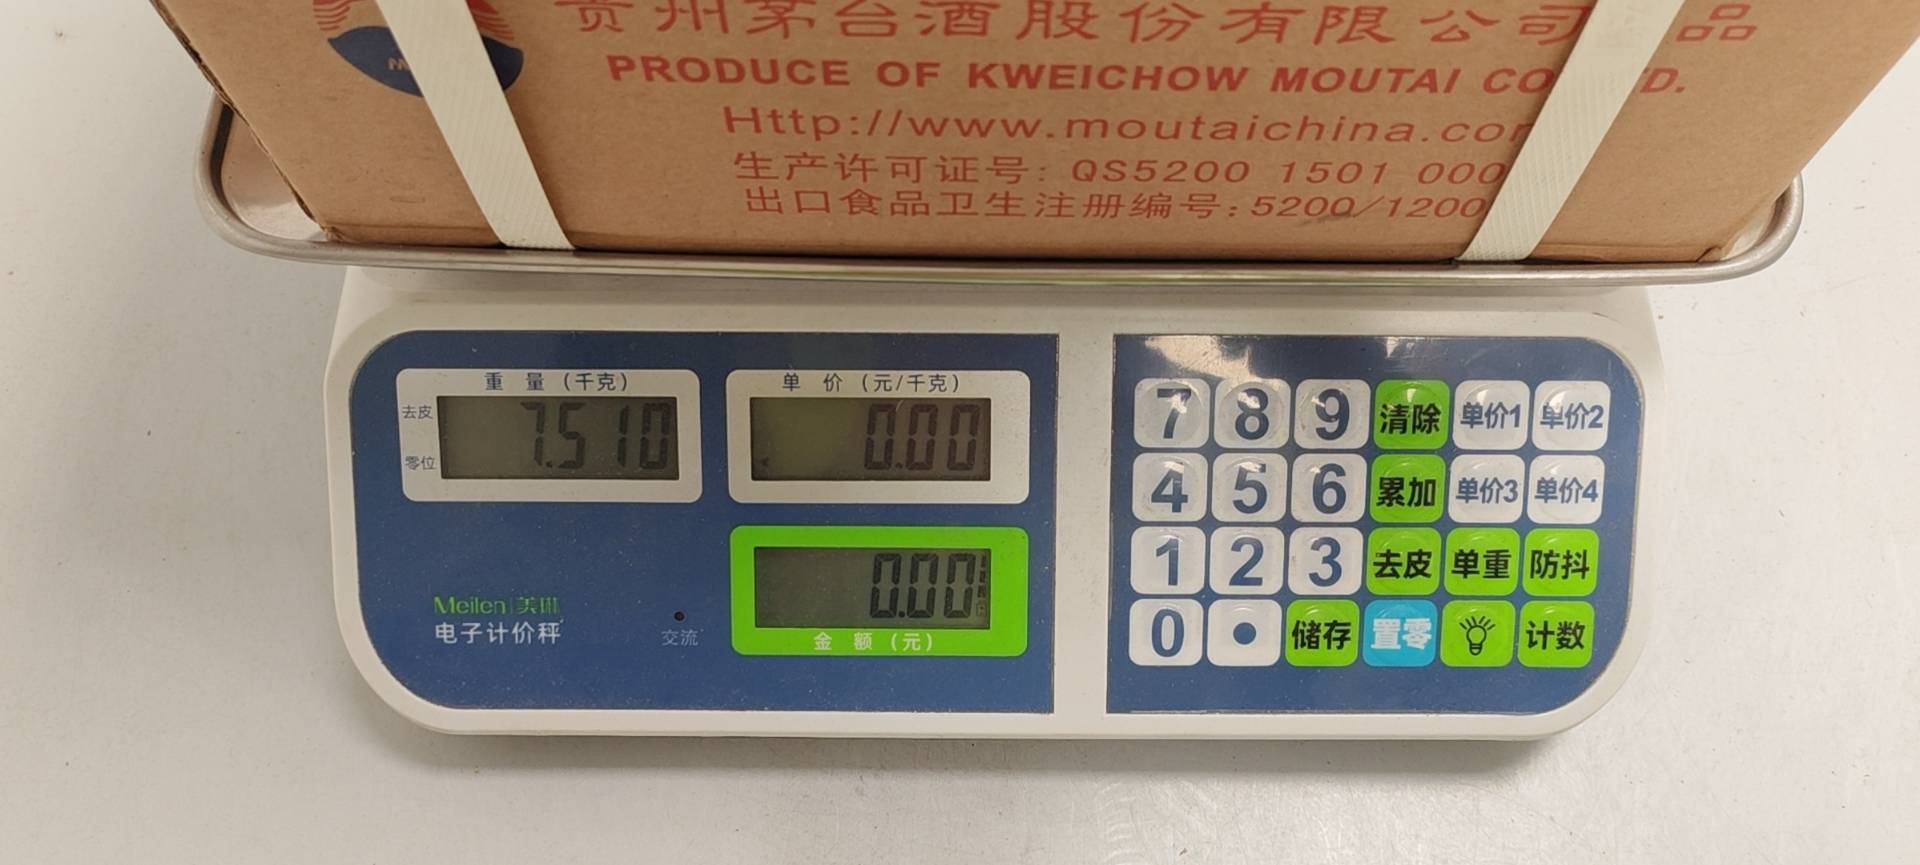 贵州茅台酒股份有限公司 品
PRODUCE OF KWEICHOW MOUTAI CO D.
Http://www.moutaichina.co
生产许可证号: QS5200 1501 000
出口食品卫生注册编号:5200/1200
重 量 (千克)
去皮
零位
7.510
单 价 (元/千克)
0.00
0.00
金 额 (元)
Meilen|美琳
电子计价秤
交流
7 8 9 清除 单价1 单价2
4 5 6 累加 单价3 单价4
1 2 3 去皮 单重 防抖
0 • 储存 置零 计数